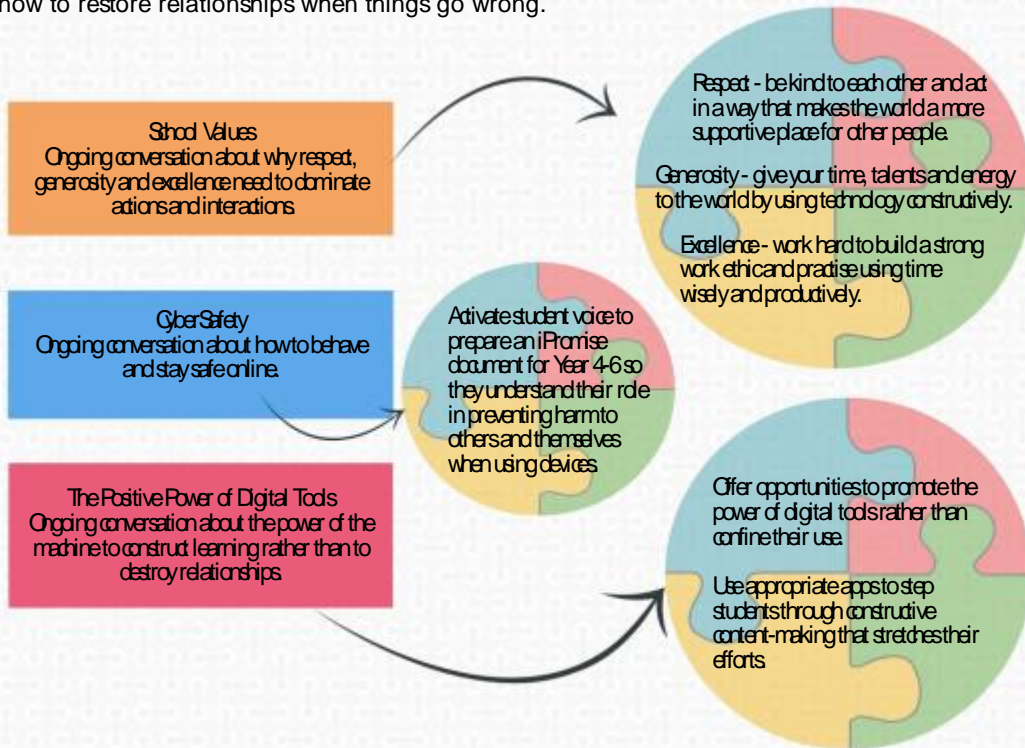 how to restore relationships when things go wrong.
School Values
Ongoing conversation about why respect,
generosity and excellence need to dominate
actions and interactions.
Respect - be kind to each other and act
in a way that makes the world a more
supportive place for other people.
Generosity - give your time, talents and energy
to the world by using technology constructively.
Excellence - work hard to build a strong
work ethic and practise using time
wisely and productively.
CyberSafety
Ongoing conversation about how to behave
and stay safe online.
Activate student voice to
prepare an iPromise
document for Year 4-6 so
they understand their role
in preventing harm to
others and themselves
when using devices.
The Positive Power of Digital Tools
Ongoing conversation about the power of the
machine to construct learning rather than to
destroy relationships.
Offer opportunities to promote the
power of digital tools rather than
confine their use.
Use appropriate apps to step
students through constructive
content-making that stretches their
efforts.